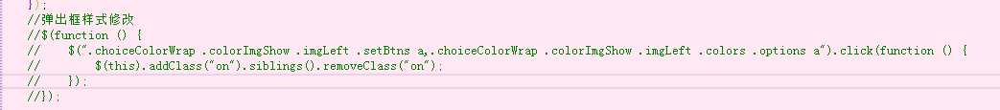 });
//弹出框样式修改
//$(function () {
//    $(".choiceColorWrap .colorImgShow .imgLeft .setBtns a,.choiceColorWrap .colorImgShow .imgLeft .colors .options a").click(function () {
//        $(this).addClass("on").siblings().removeClass("on");
//    });
//});